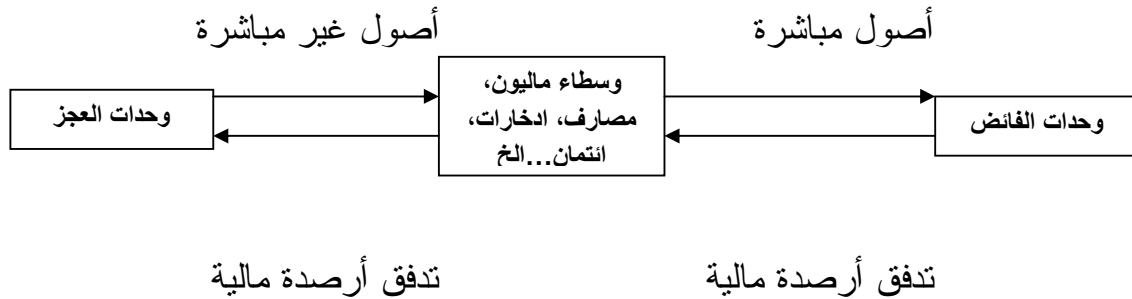 أصول مباشرة
أصول غير مباشرة
وحدات الفائض
وسطاء ماليون،
مصارف، ادخارات،
ائتمان...الخ
وحدات العجز
تدفق أرصدة مالية
تدفق أرصدة مالية